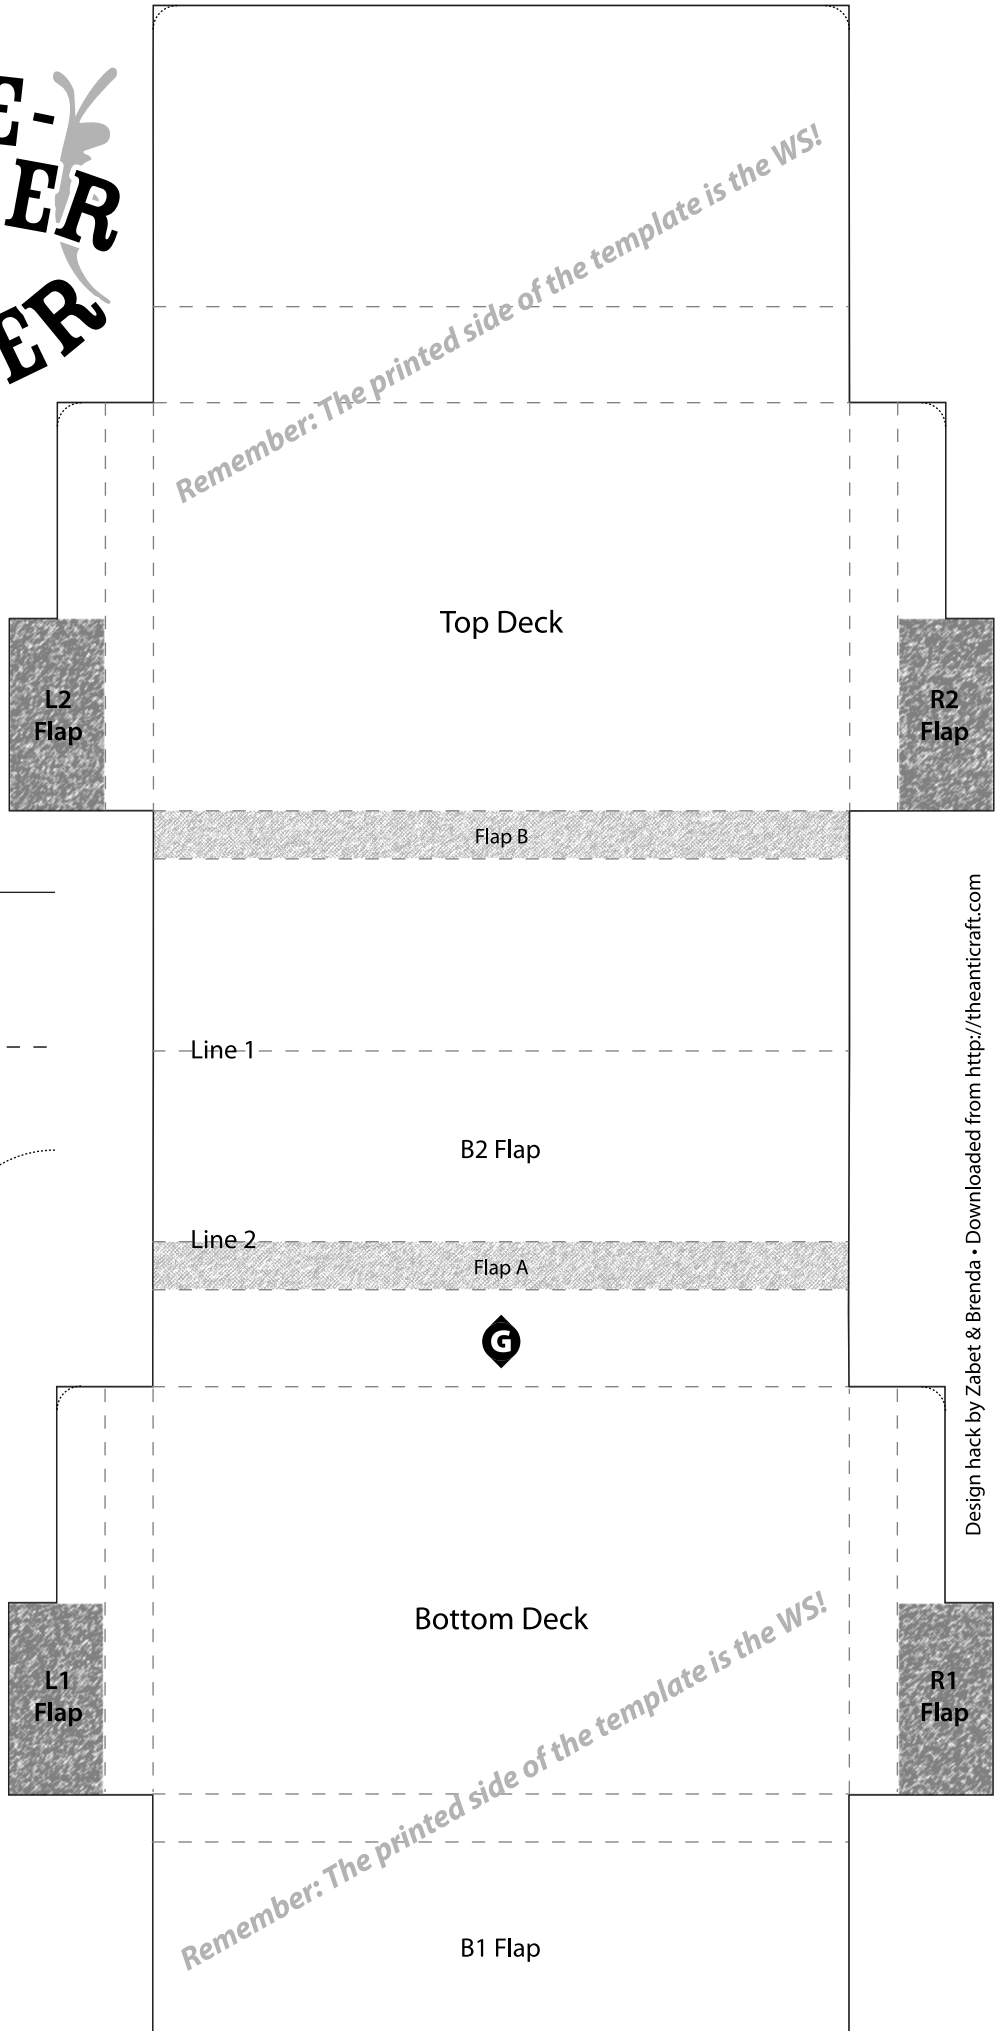 E-
ER
ER
Remember: The printed side of the template is the WS!
Top Deck
L2
Flap
R2
Flap
Flap B
Line 1
B2 Flap
Line 2
Flap A
G
Design hack by Zabet & Brenda • Downloaded from http://theanticraft.com
Bottom Deck
L1
Flap
R1
Flap
Remember: The printed side of the template is the WS!
B1 Flap